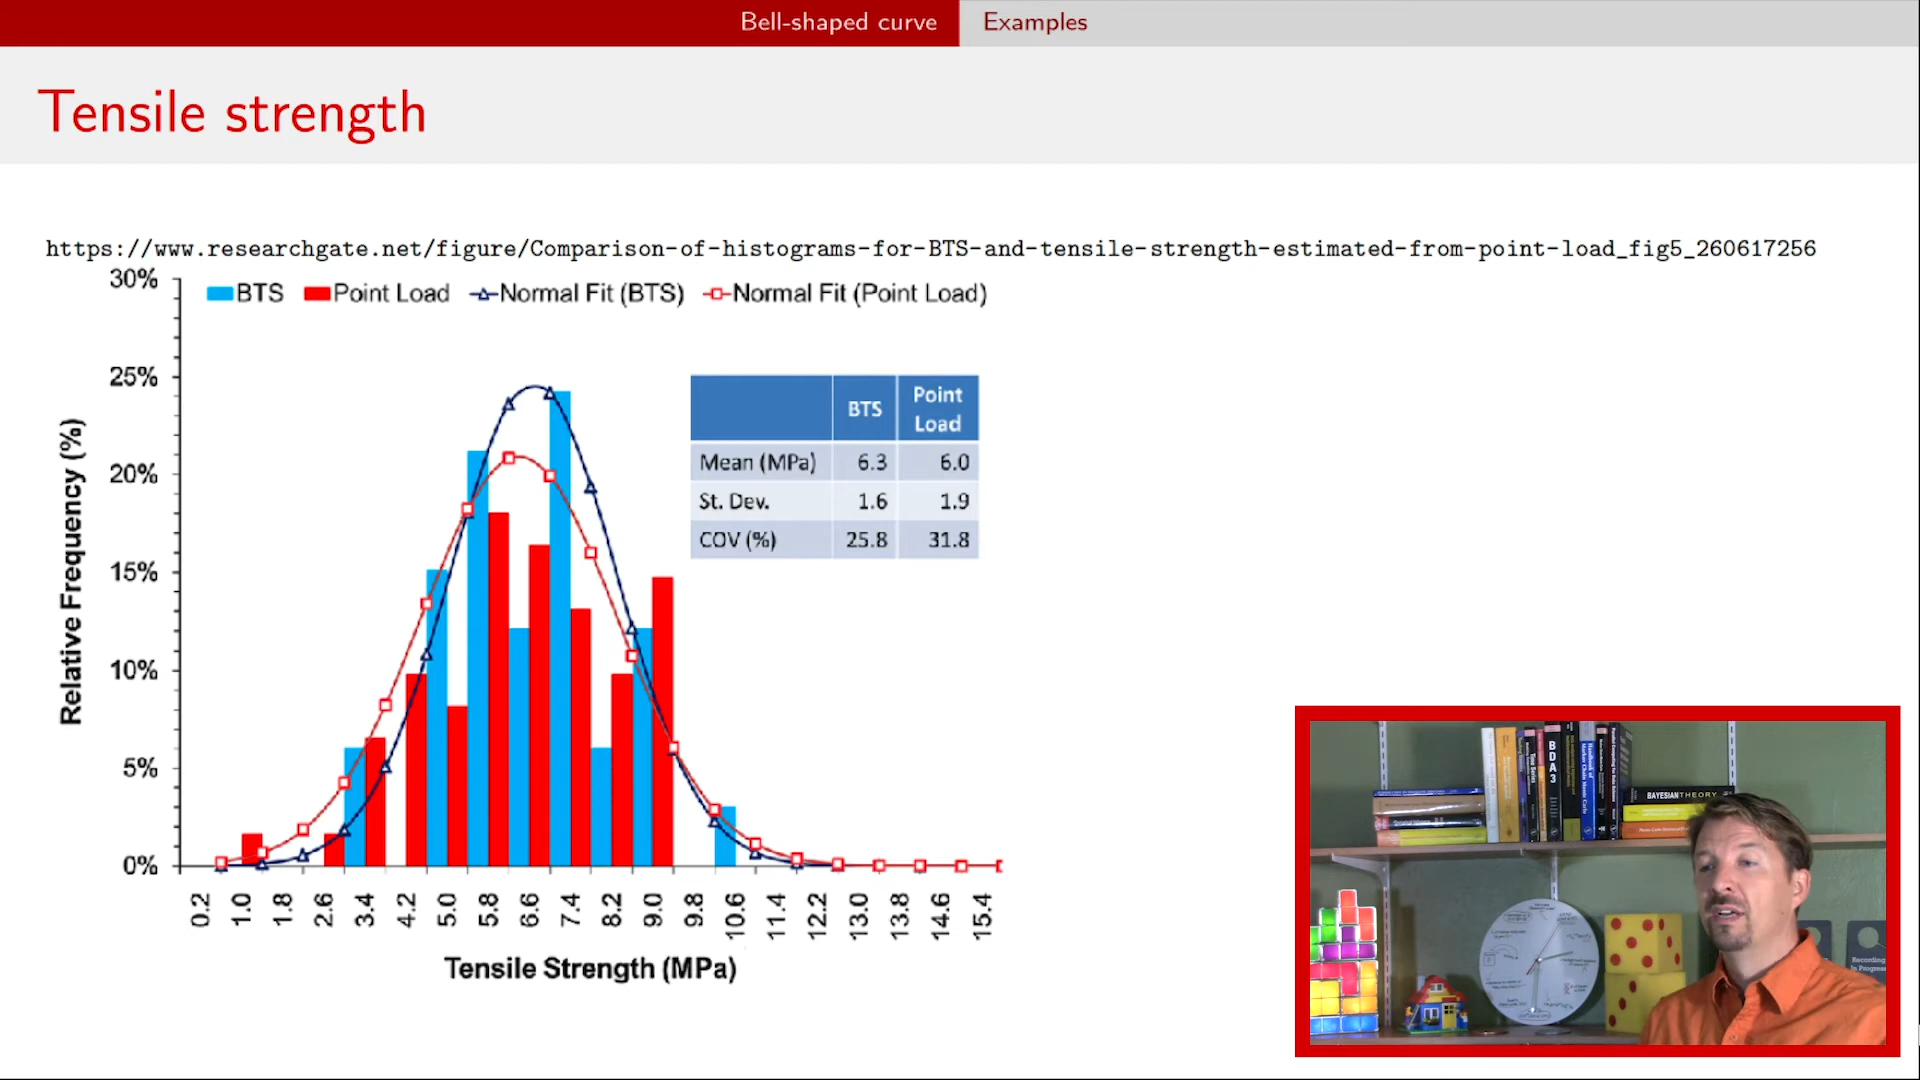 Bell-shaped curve Examples
Tensile strength
https://www.researchgate.net/figure/Comparison-of-histograms-for-BTS-and-tensile-strength-estimated-from-point-load_fig5_260617256
BTS Point Load Normal Fit (BTS) Normal Fit (Point Load)
30%
25%
20%
15%
10%
5%
0%
Relative Frequency (%)
BTS Point Load
Mean (MPa) 6.3 6.0
St. Dev. 1.6 1.9
COV (%) 25.8 31.8
0.2 1.0 1.8 2.6 3.4 4.2 5.0 5.8 6.6 7.4 8.2 9.0 9.8 10.6 11.4 12.2 13.0 13.8 14.6 15.4
Tensile Strength (MPa)
BDA3
BAYESIAN THEORY
Recording
In Progress